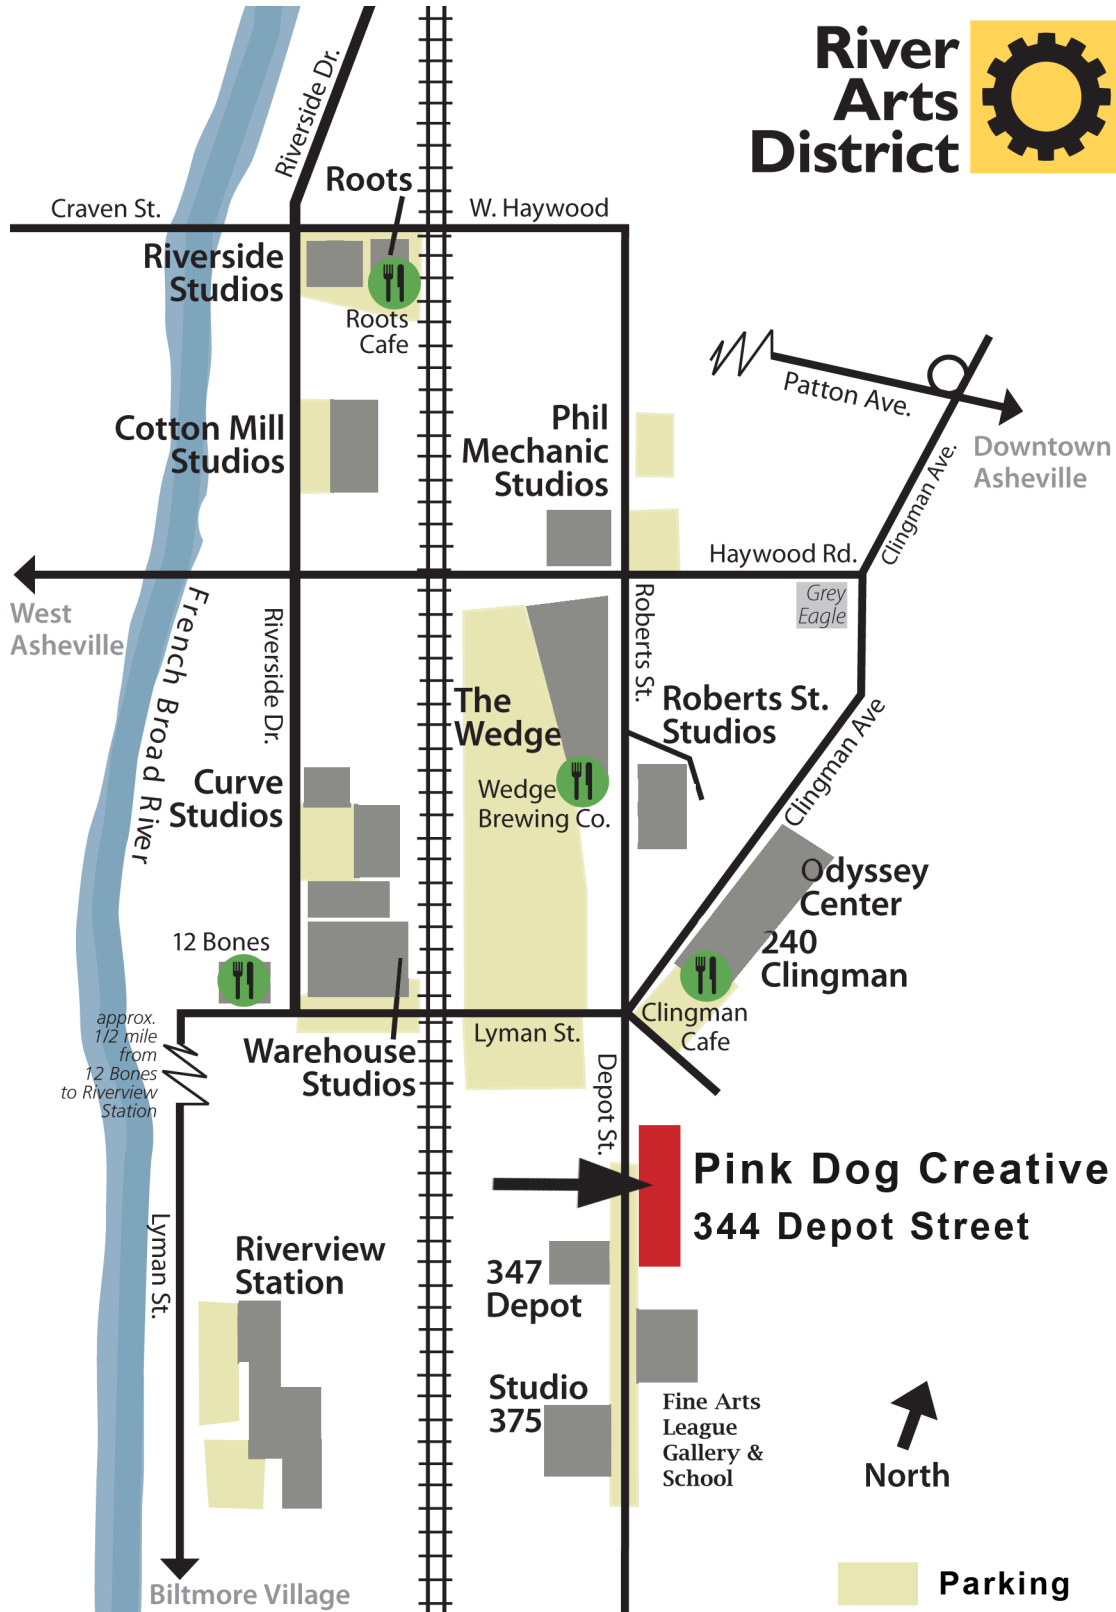 River
Arts
District
Riverside Dr.
Roots
Craven St.
W. Haywood
Riverside
Studios
Roots
Cafe
Patton Ave.
Downtown
Asheville
Clingman Ave.
Cotton Mill
Studios
Phil
Mechanic
Studios
Haywood Rd.
Grey
Eagle
West
Asheville
French Broad River
Riverside Dr.
Roberts St.
The
Wedge
Roberts St.
Studios
Clingman Ave
Curve
Studios
Wedge
Brewing Co.
Odyssey
Center
240
Clingman
12 Bones
Clingman
Cafe
approx.
1/2 mile
from
12 Bones
to Riverview
Station
Lyman St.
Warehouse
Studios
Depot St.
Pink Dog Creative
344 Depot Street
Lyman St.
Riverview
Station
347
Depot
Studio
375
Fine Arts
League
Gallery &
School
North
Biltmore Village
Parking